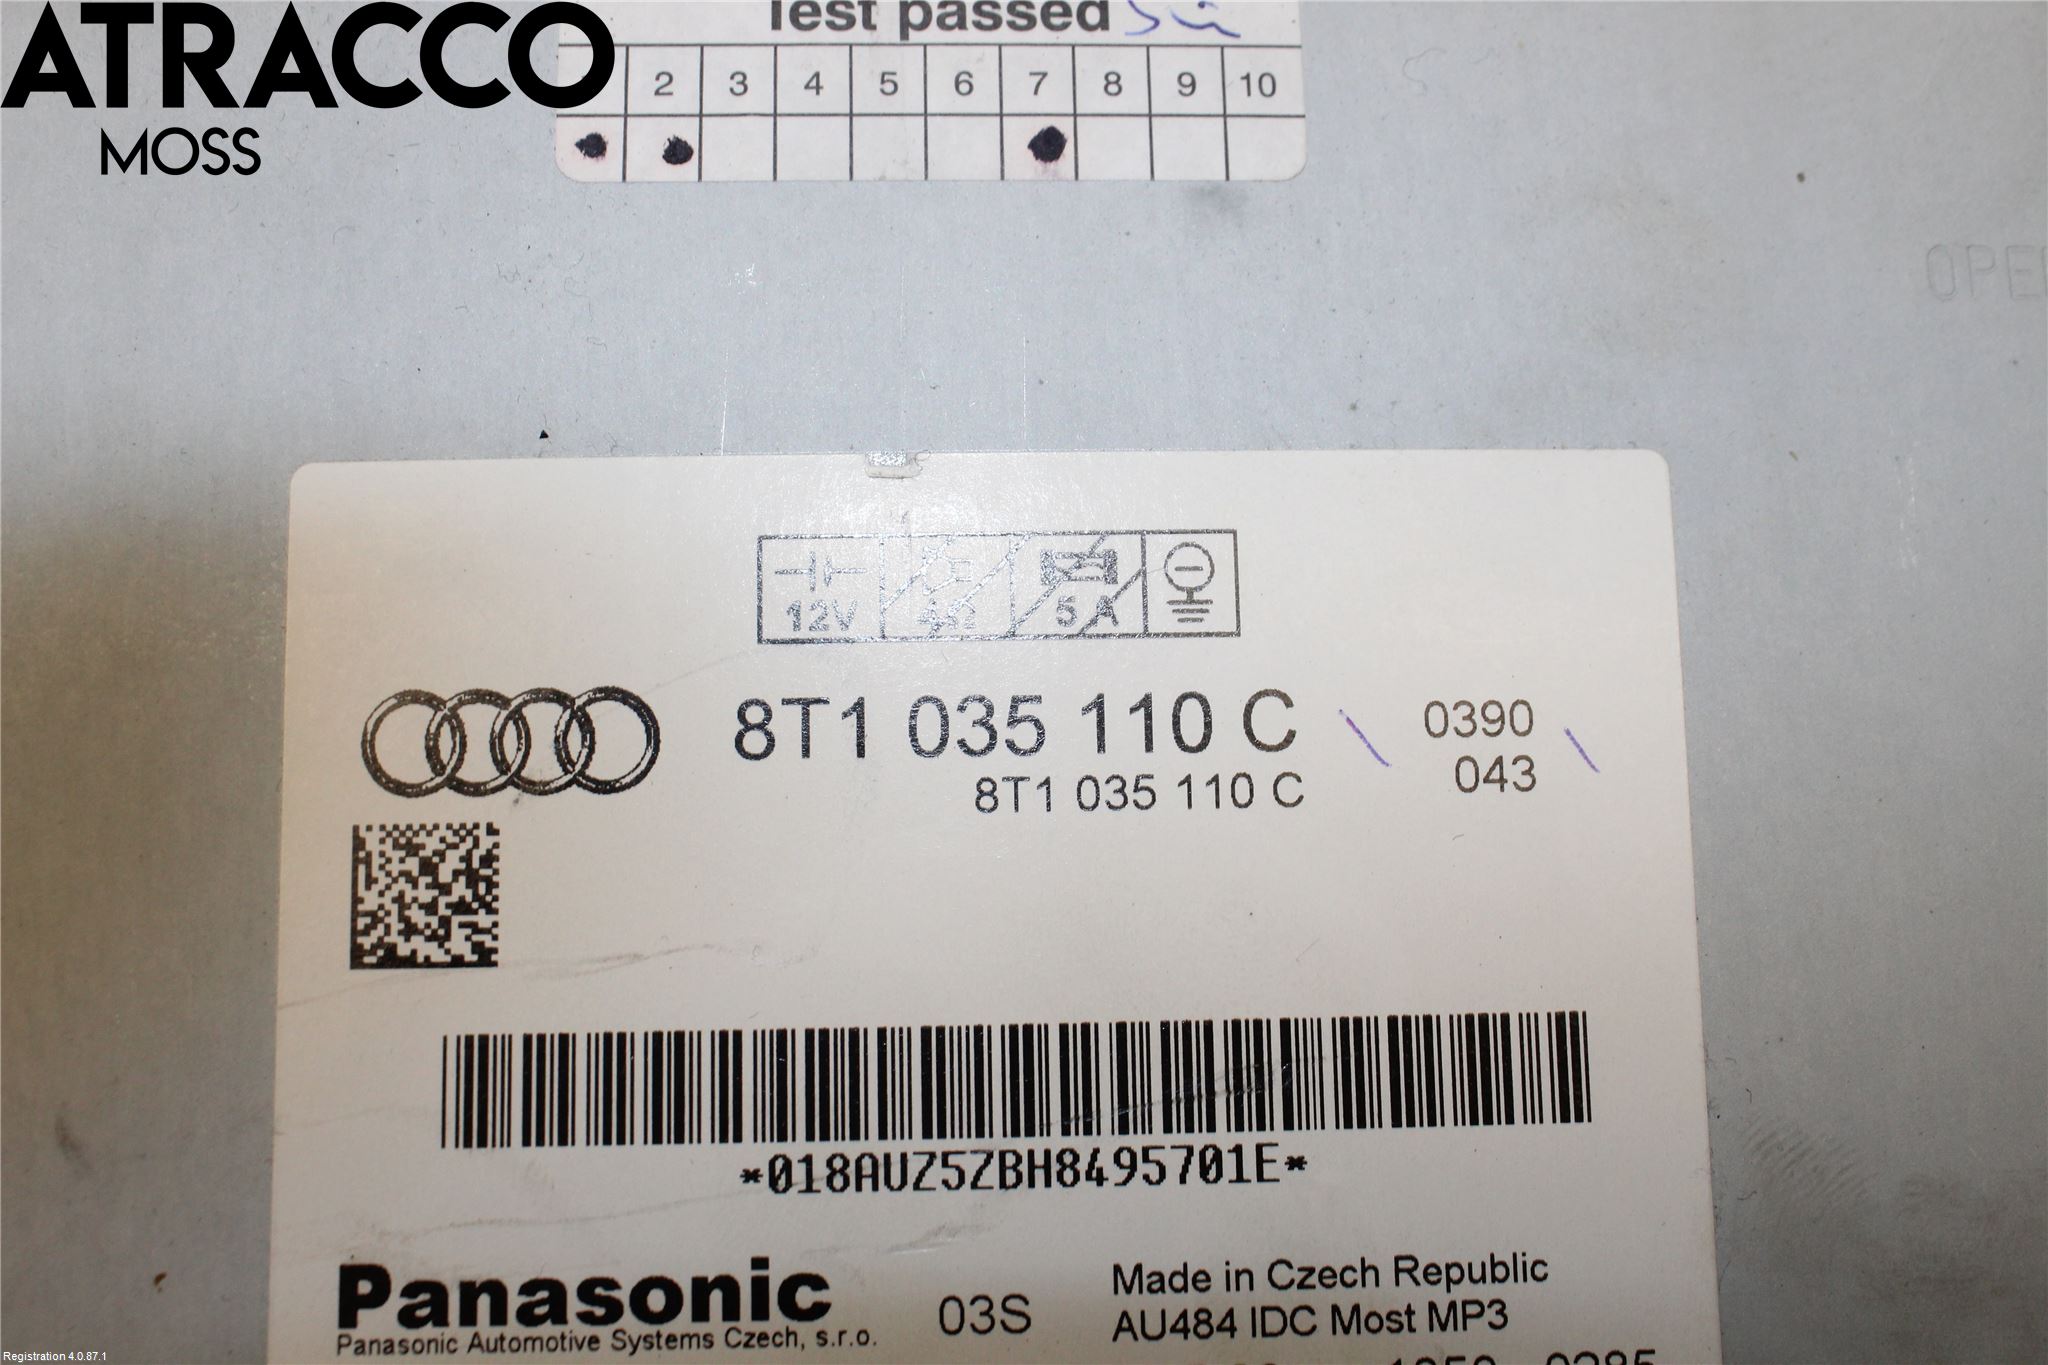 ATRACCO
MOSS
Test passed
2 3 4 5 6 7 8 9 10
OPE
12V 4Ω 5 A
8T1 035 110 C 0390
8T1 035 110 C 043
*018AUZ5ZBH8495701E*
Panasonic 03S Made in Czech Republic
Panasonic Automotive Systems Czech, s.r.o. AU484 IDC Most MP3
Registration 4.0.87.1